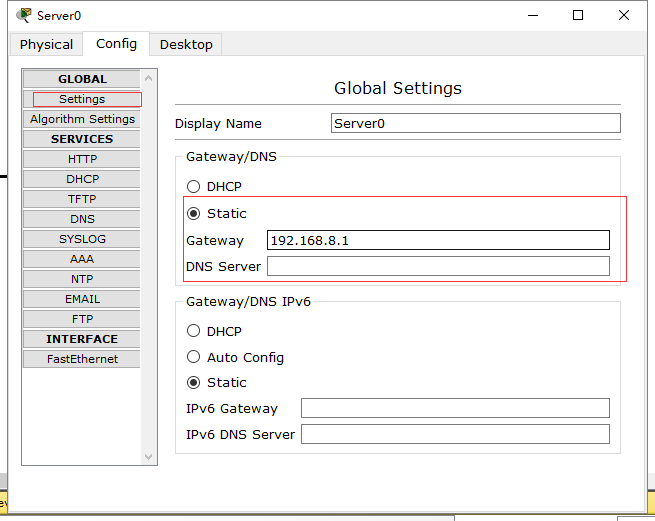 Server0
Physical Config Desktop
GLOBAL
Settings
Algorithm Settings
SERVICES
HTTP
DHCP
TFTP
DNS
SYSLOG
AAA
NTP
EMAIL
FTP
INTERFACE
FastEthernet
Global Settings
Display Name Server0
Gateway/DNS
DHCP
Static
Gateway 192.168.8.1
DNS Server
Gateway/DNS IPv6
DHCP
Auto Config
Static
IPv6 Gateway
IPv6 DNS Server